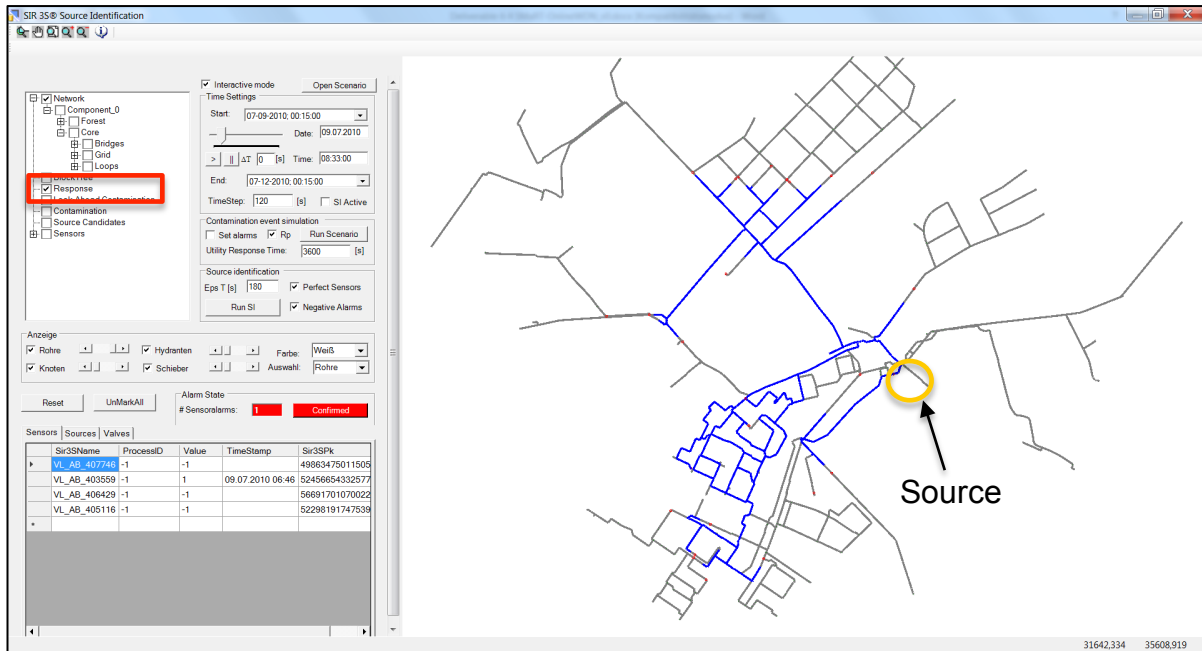 SIR 3S® Source Identification
Interactive mode
Open Scenario
Network
Component_0
Forest
Core
Bridges
Grid
Loops
Response
Look Ahead Contamination
Contamination
Source Candidates
Sensors
Time Settings
Start: 07-09-2010; 00:15:00
Date: 09.07.2010
> || ΔT 0 [s] Time: 08:33:00
End: 07-12-2010; 00:15:00
TimeStep: 120 [s] SI Active
Contamination event simulation
Set alarms Rp Run Scenario
Utility Response Time: 3600 [s]
Source identification
Eps T [s] 180 Perfect Sensors
Run SI Negative Alarms
Anzeige
Rohre Hydranten Farbe: Weiß
Knoten Schieber Auswahl: Rohre
Reset UnMarkAll
Alarm State
# Sensoralarms: 1 Confirmed
Sensors Sources Valves
Sir3SName ProcessID Value TimeStamp Sir3SPk
VL_AB_407746 -1 -1 49863475011505
VL_AB_403559 -1 1 09.07.2010 06:46 52456654332577
VL_AB_406429 -1 -1 56691701070022
VL_AB_405116 -1 -1 52298191747539
*
Source
31642,334 35608,919